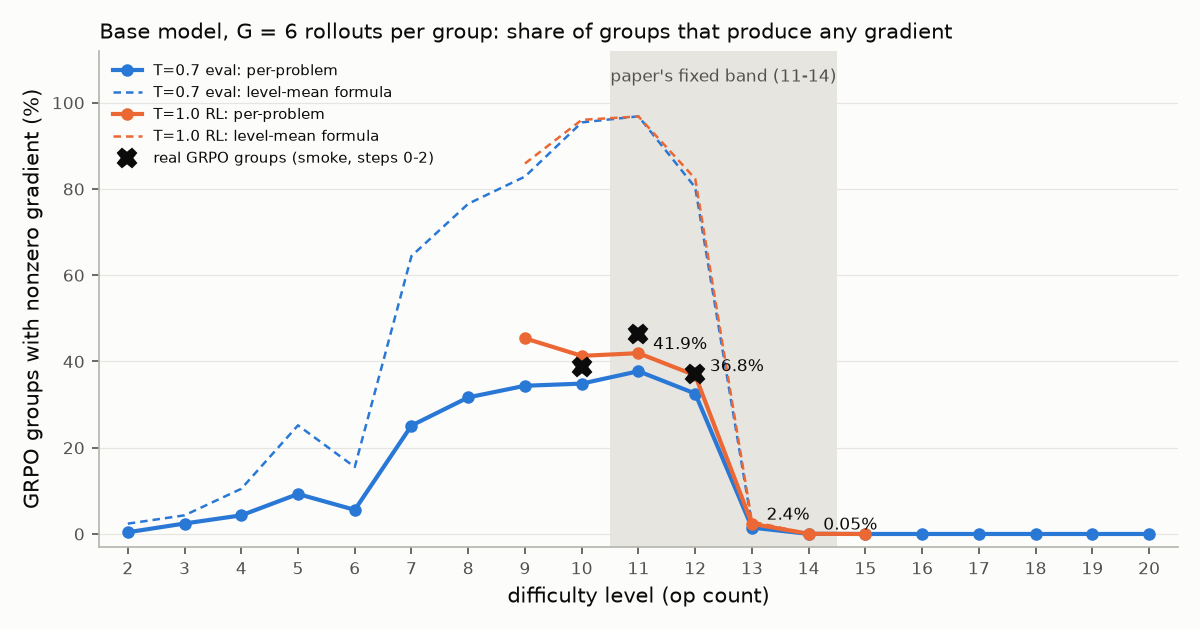 Base model, G = 6 rollouts per group: share of groups that produce any gradient
T=0.7 eval: per-problem
T=0.7 eval: level-mean formula
T=1.0 RL: per-problem
T=1.0 RL: level-mean formula
real GRPO groups (smoke, steps 0-2)
paper's fixed band (11-14)
GRPO groups with nonzero gradient (%)
100
80
60
40
20
0
41.9%
36.8%
2.4%
0.05%
2 3 4 5 6 7 8 9 10 11 12 13 14 15 16 17 18 19 20
difficulty level (op count)